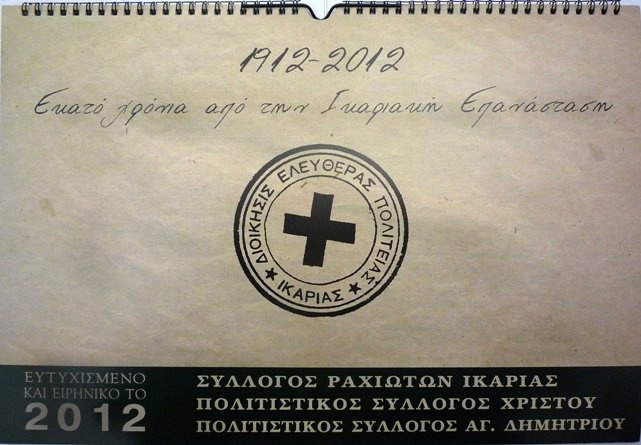 1912-2012
Εκατό χρόνια από την Ικαριακή Επανάσταση
ΔΙΟΙΚΗΣΙΣ ΕΛΕΥΘΕΡΑΣ ΠΟΛΙΤΕΙΑΣ
ΙΚΑΡΙΑΣ
ΕΥΤΥΧΙΣΜΕΝΟ
ΚΑΙ ΕΙΡΗΝΙΚΟ ΤΟ
2012
ΣΥΛΛΟΓΟΣ ΡΑΧΙΩΤΩΝ ΙΚΑΡΙΑΣ
ΠΟΛΙΤΙΣΤΙΚΟΣ ΣΥΛΛΟΓΟΣ ΧΡΙΣΤΟΥ
ΠΟΛΙΤΙΣΤΙΚΟΣ ΣΥΛΛΟΓΟΣ ΑΓ. ΔΗΜΗΤΡΙΟΥ